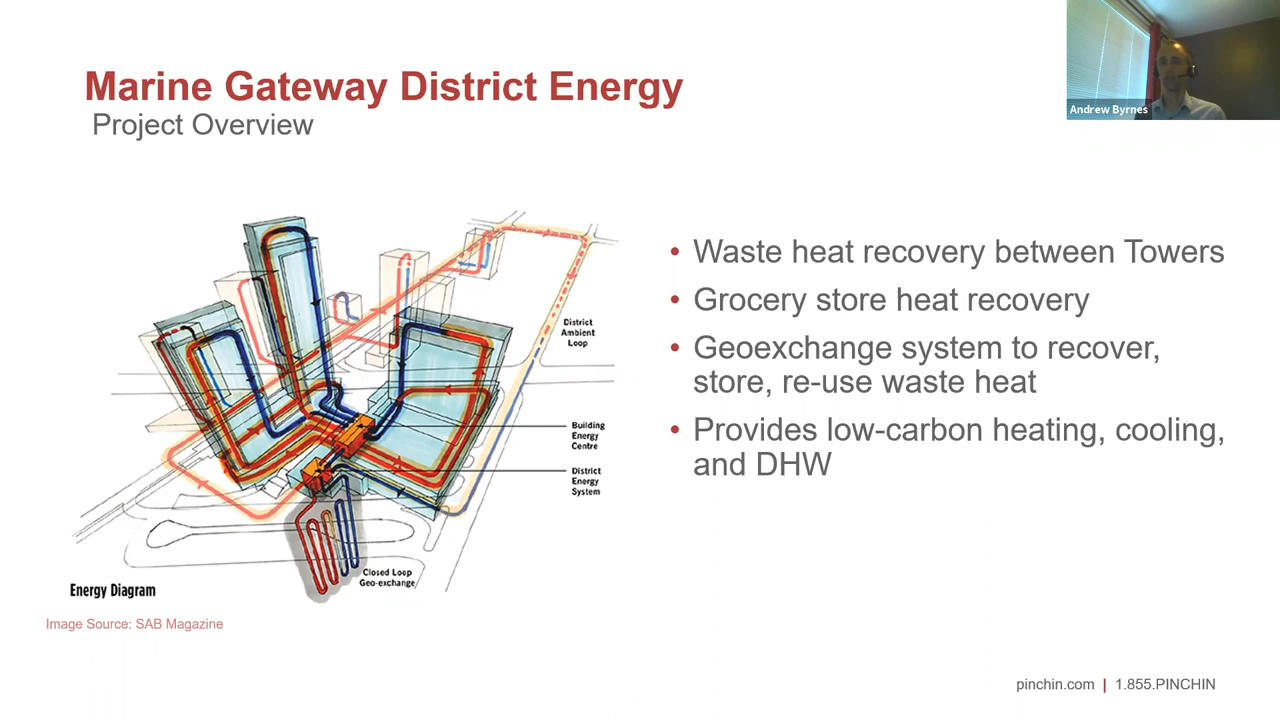 Marine Gateway District Energy
Project Overview
Andrew Byrnes
• Waste heat recovery between Towers
• Grocery store heat recovery
• Geoexchange system to recover,
store, re-use waste heat
• Provides low-carbon heating, cooling,
and DHW
District
Ambient
Loop
Building
Energy
Centre
District
Energy
System
Closed Loop
Geo-exchange
Energy Diagram
Image Source: SAB Magazine
pinchin.com | 1.855.PINCHIN